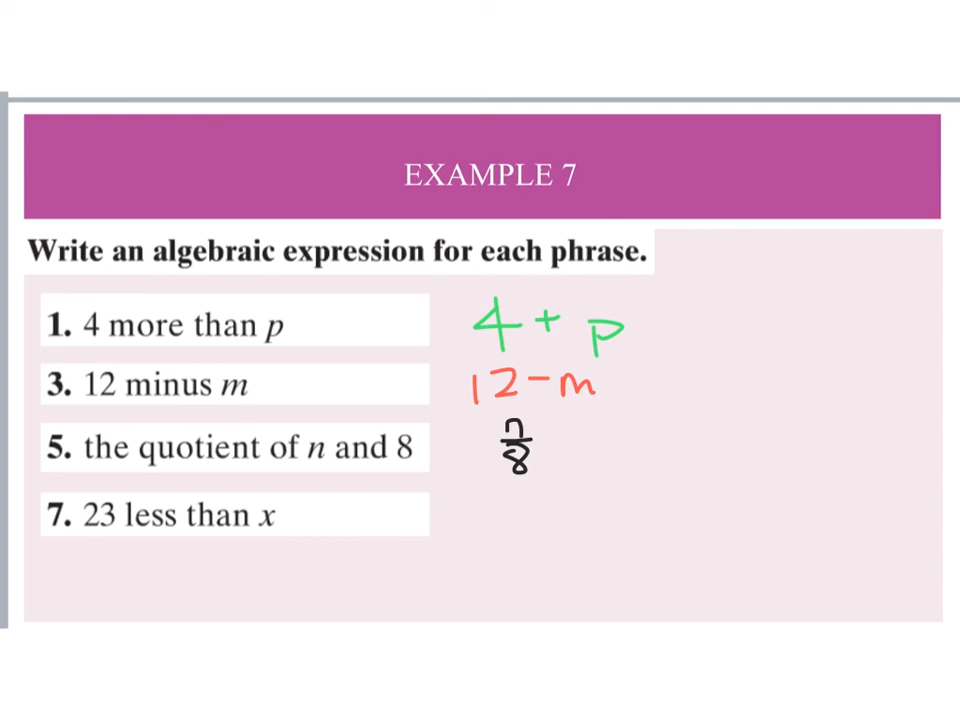 EXAMPLE 7
Write an algebraic expression for each phrase.
1. 4 more than p
4 + p
3. 12 minus m
12 - m
5. the quotient of n and 8
n/8
7. 23 less than x